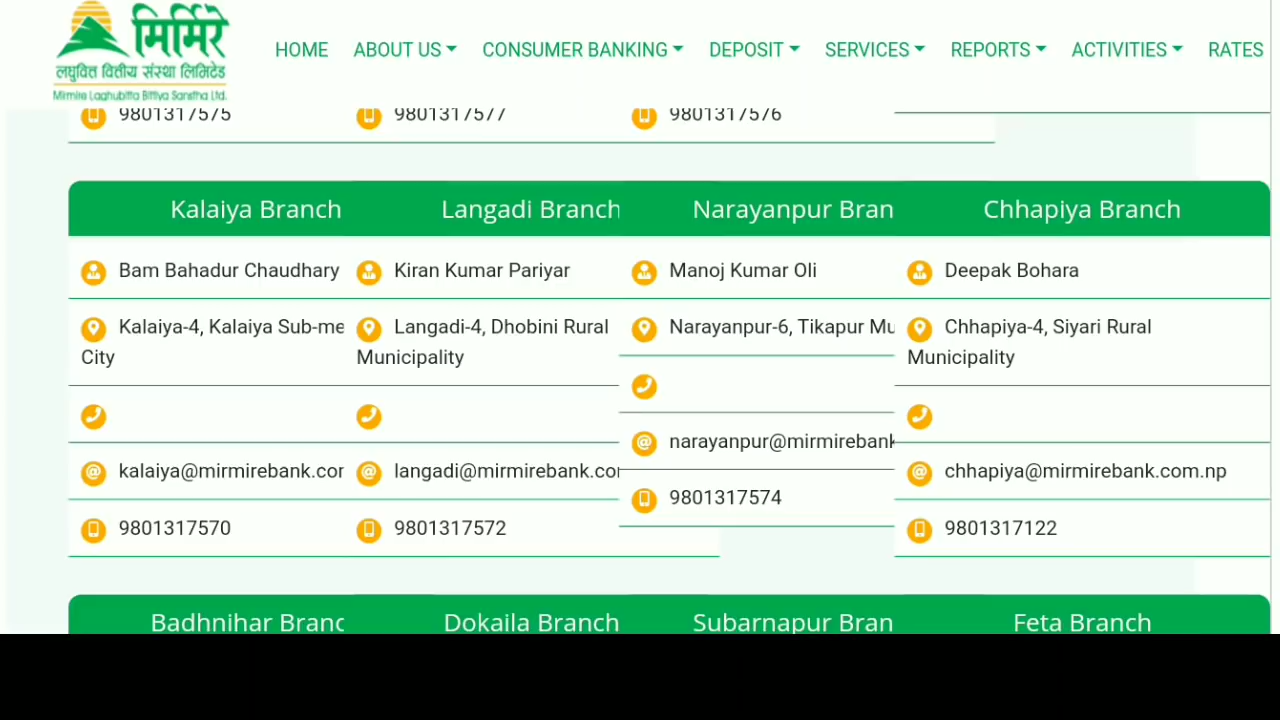 मिर्मिरे
लघुवित्त वित्तीय संस्था लिमिटेड
Mirmire Laghubitta Bittiya Sanstha Ltd.
HOME ABOUT US CONSUMER BANKING DEPOSIT SERVICES REPORTS ACTIVITIES RATES
9801317575 9801317577 9801317576
Kalaiya Branch Langadi Branch Narayanpur Bran Chhapiya Branch
Bam Bahadur Chaudhary Kiran Kumar Pariyar Manoj Kumar Oli Deepak Bohara
Kalaiya-4, Kalaiya Sub-me Langadi-4, Dhobini Rural Narayanpur-6, Tikapur Mu Chhapiya-4, Siyari Rural
City Municipality Municipality
narayanpur@mirmirebank
kalaiya@mirmirebank.com langadi@mirmirebank.com chhapiya@mirmirebank.com.np
9801317574
9801317570 9801317572 9801317122
Badhnihar Branc Dokaila Branch Subarnapur Bran Feta Branch